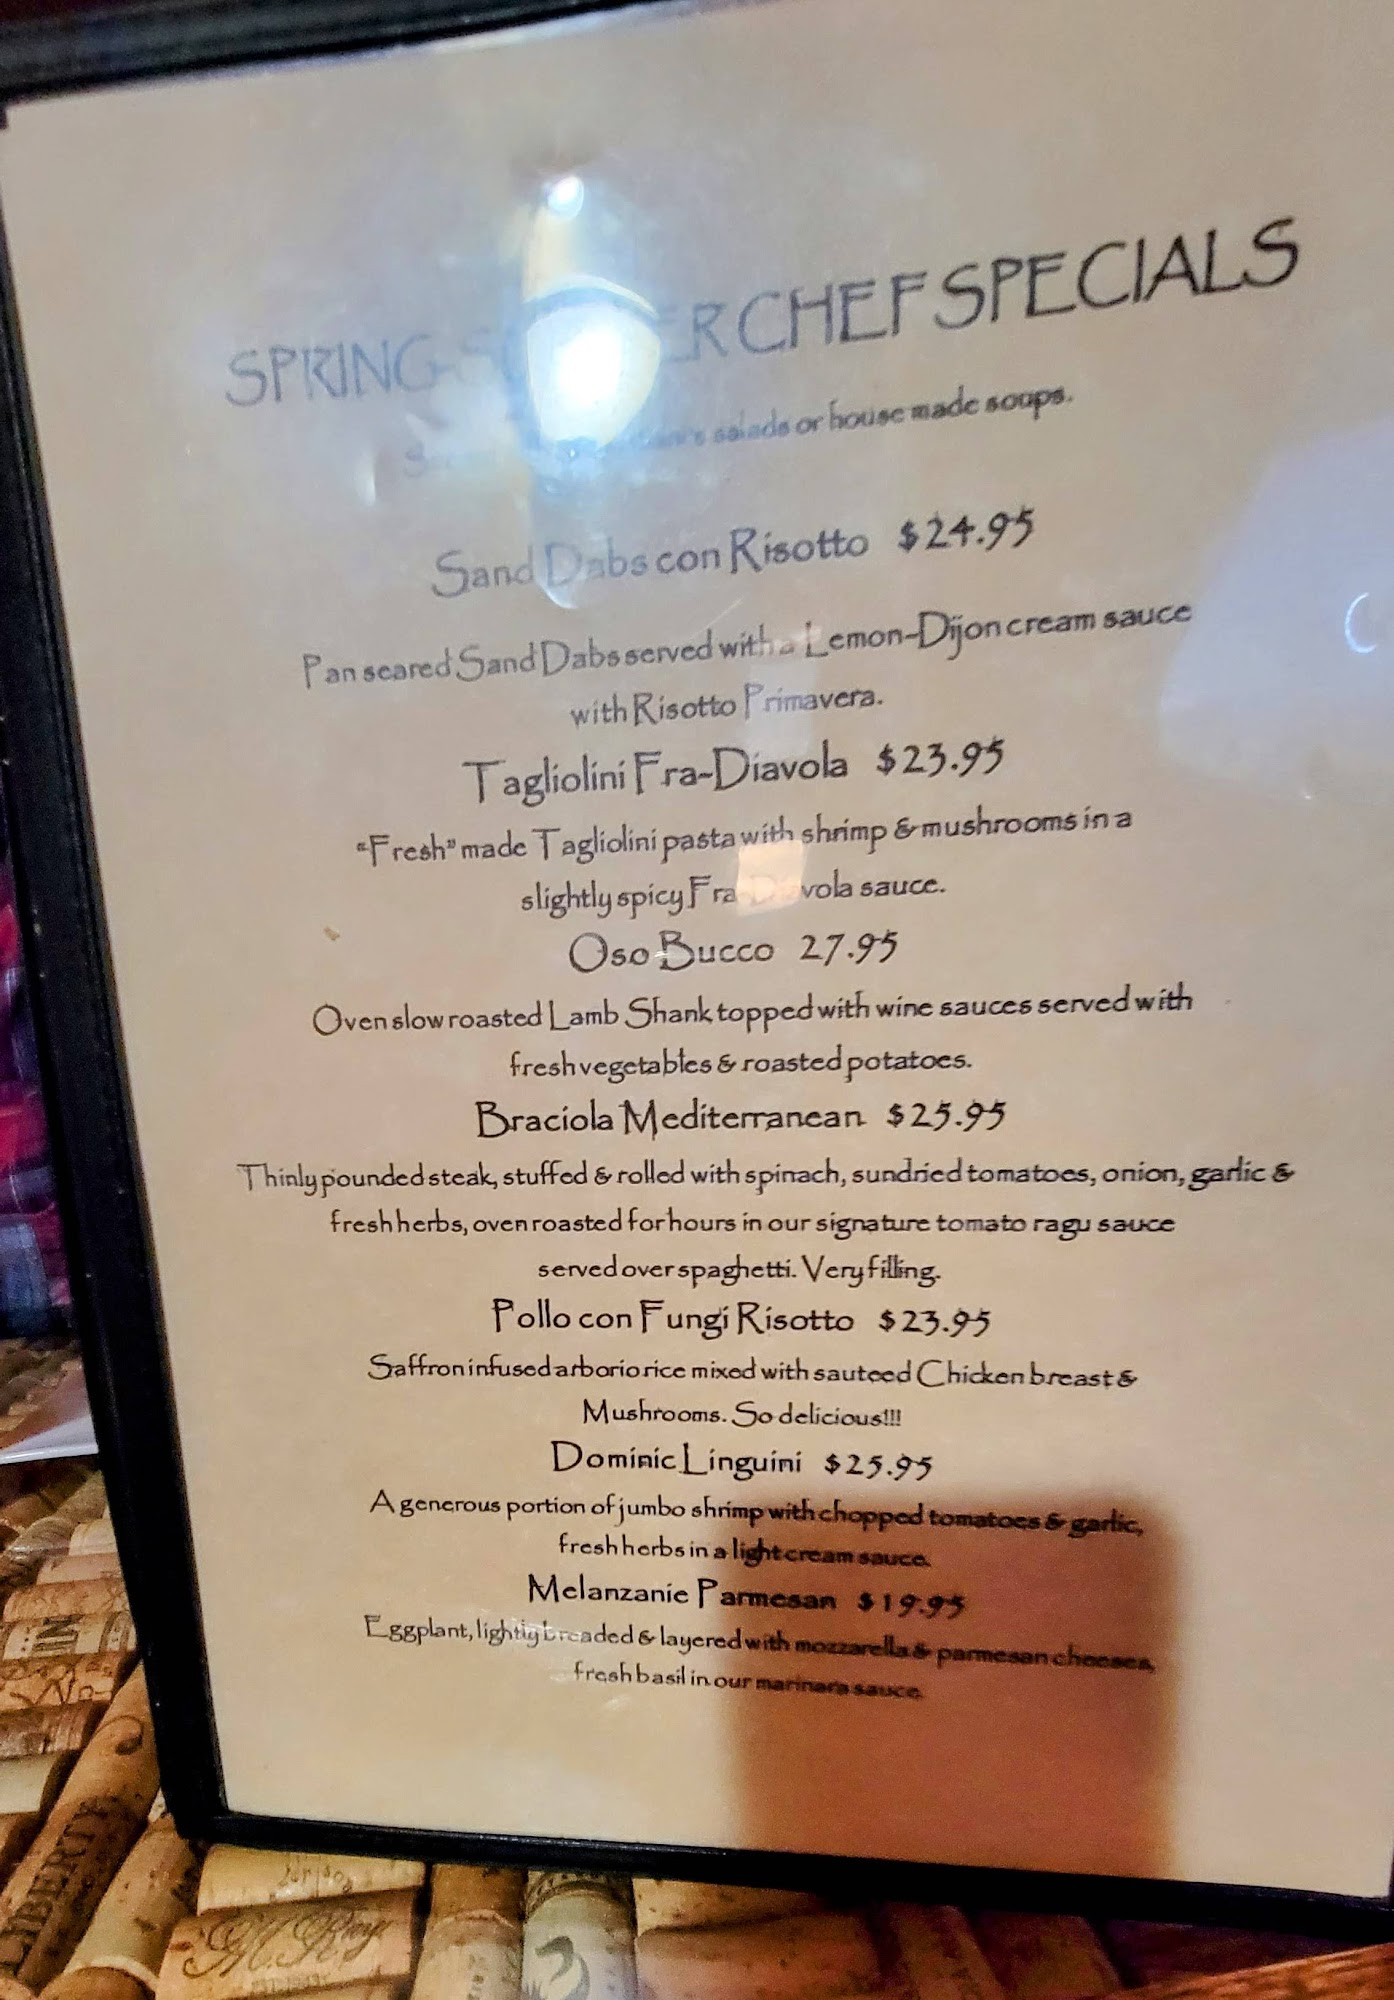 SPRING CHEF SPECIALS
salads or house made soups.
Sand Dabs con Risotto $24.95
Pan seared Sand Dabs served with a Lemon-Dijon cream sauce
with Risotto Primavera.
Tagliolini Fra-Diavola $23.95
"Fresh" made Tagliolini pasta with shrimp & mushrooms in a
slightly spicy Fra-Diavola sauce.
Oso Bucco 27.95
Oven slow roasted Lamb Shank topped with wine sauces served with
fresh vegetables & roasted potatoes.
Braciola Mediterranean $25.95
Thinly pounded steak, stuffed & rolled with spinach, sundried tomatoes, onion, garlic &
fresh herbs, oven roasted for hours in our signature tomato ragu sauce
served over spaghetti. Very filling.
Pollo con Fungi Risotto $23.95
Saffron infused arborio rice mixed with sauteed Chicken breast &
Mushrooms. So delicious!!!
Dominic Linguini $25.95
A generous portion of jumbo shrimp with chopped tomatoes & garlic,
fresh herbs in a light cream sauce.
Melanzanie Parmesan $19.95
Eggplant, lightly breaded & layered with mozzarella & parmesan cheeses,
fresh basil in our marinara sauce.
LIBERTY